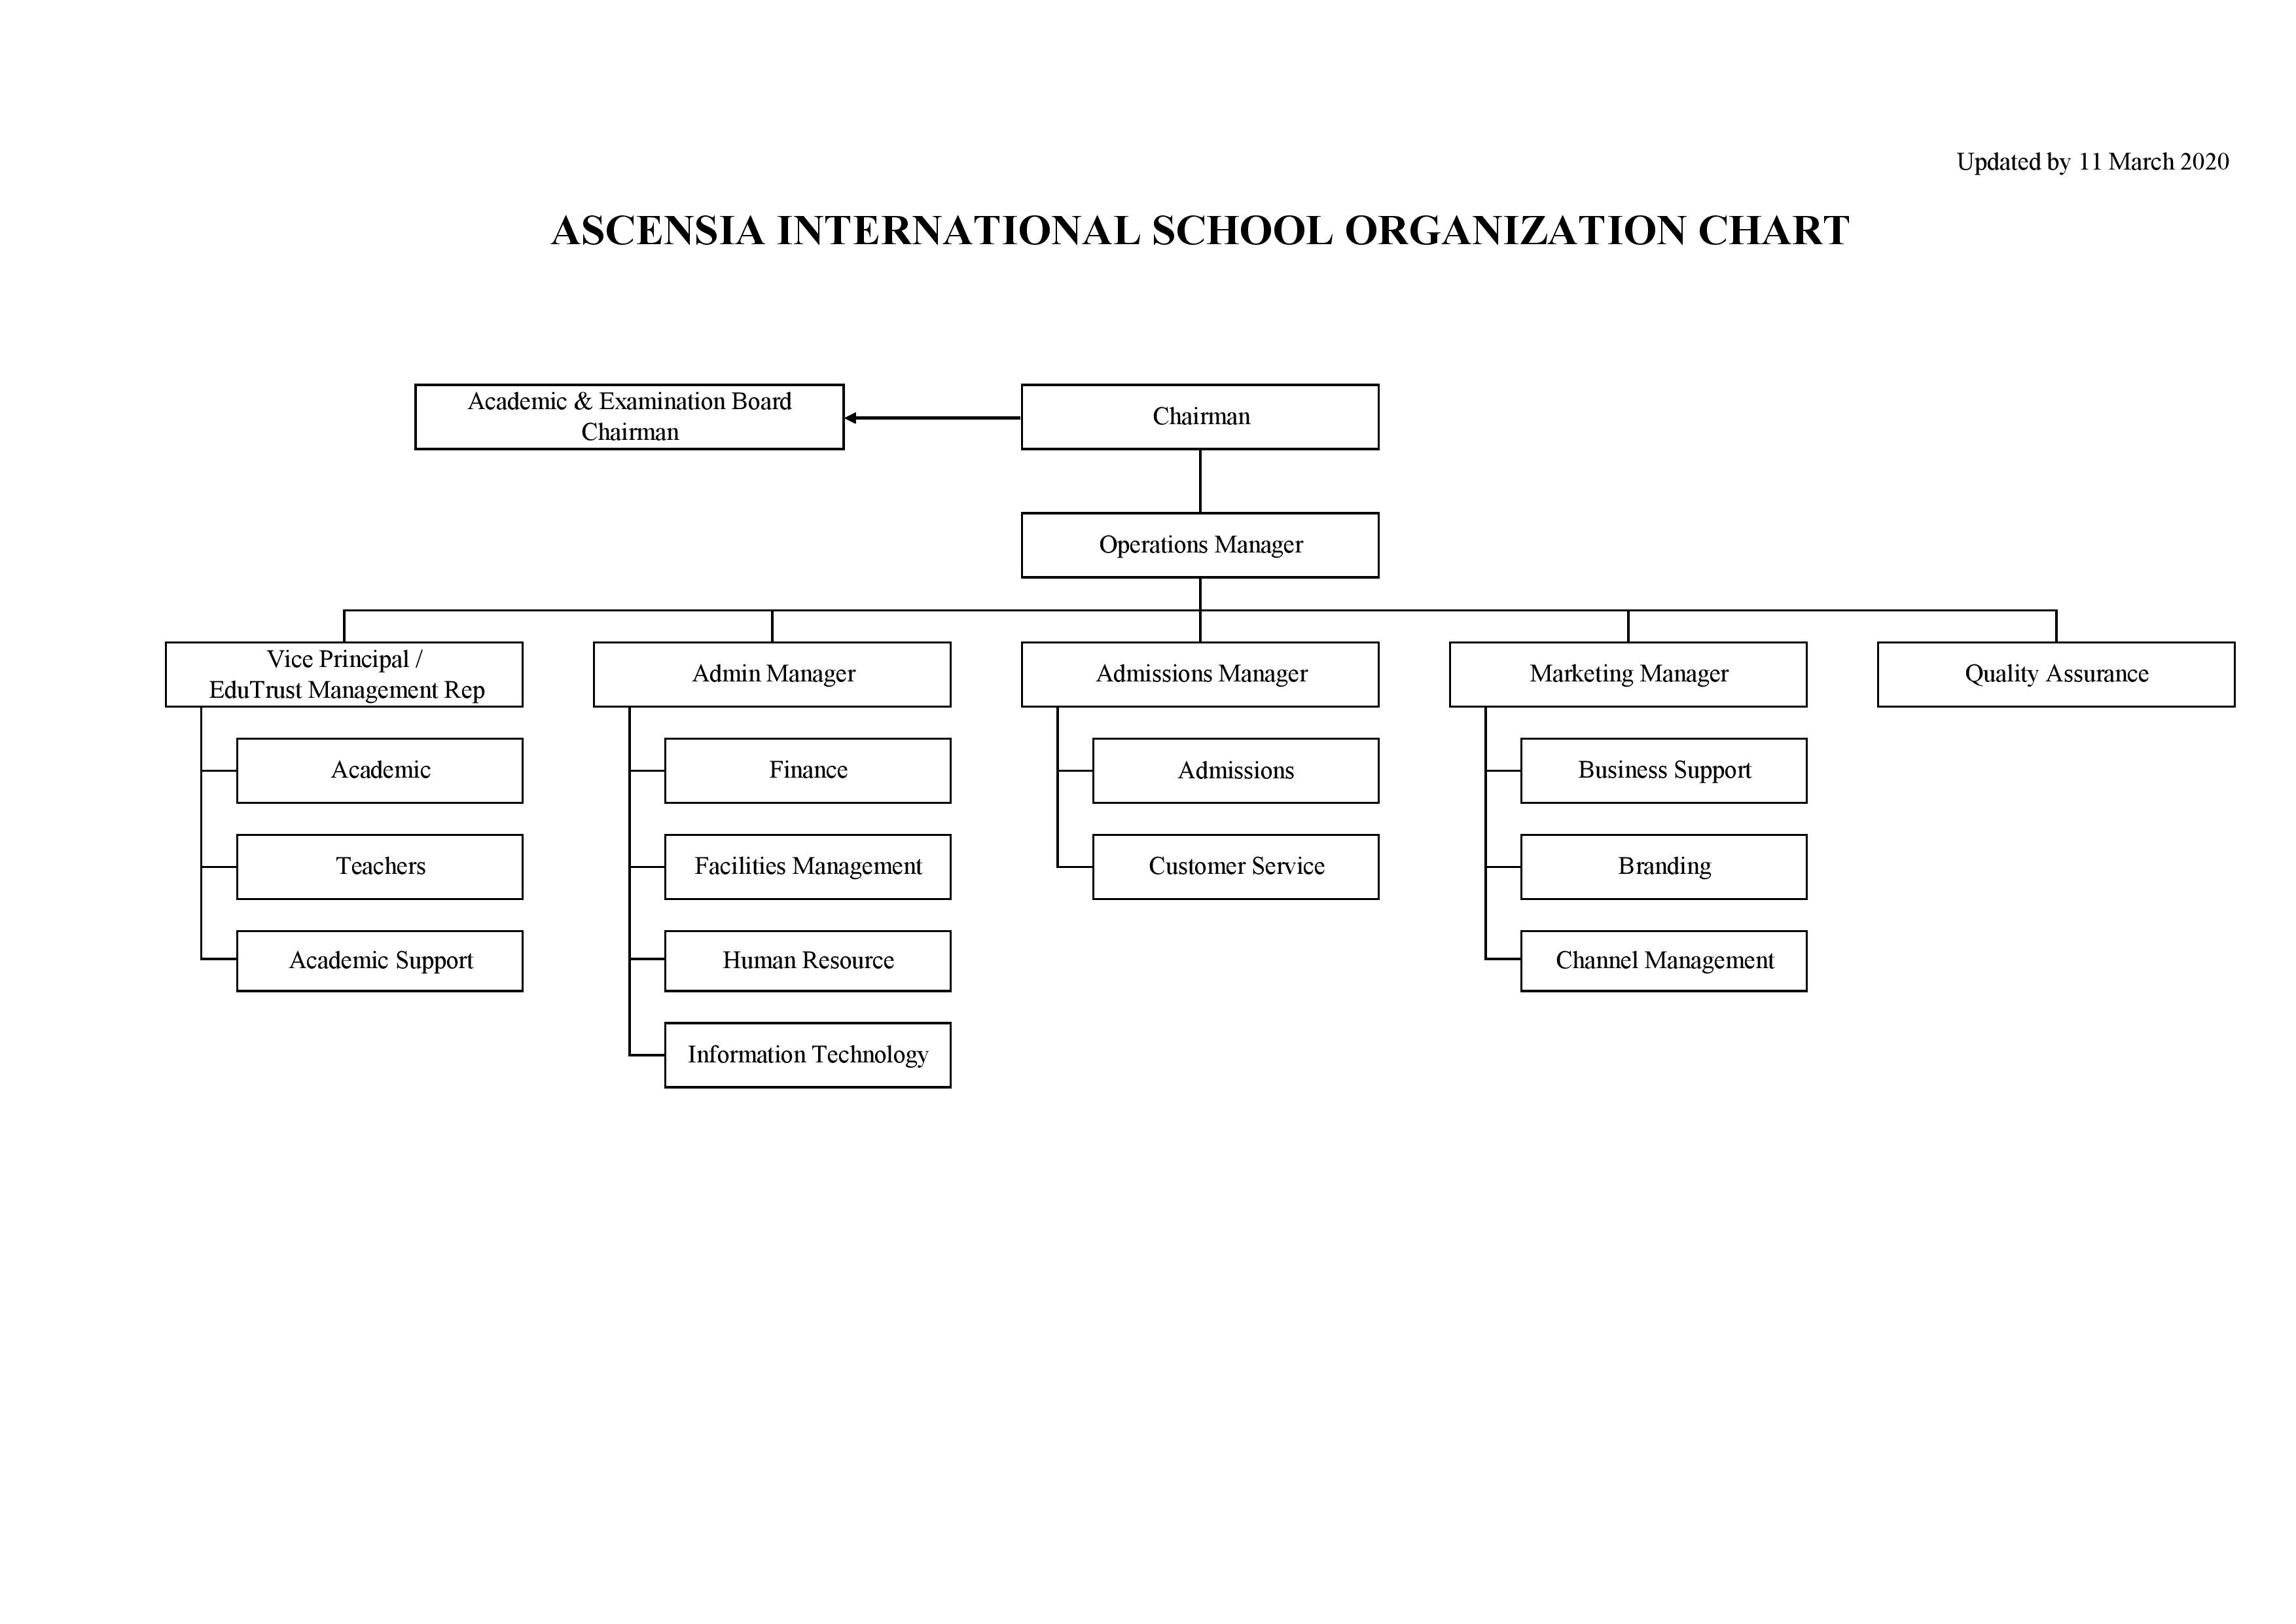 Updated by 11 March 2020
ASCENSIA INTERNATIONAL SCHOOL ORGANIZATION CHART
Academic & Examination Board
Chairman
Chairman
Operations Manager
Vice Principal /
EduTrust Management Rep
Admin Manager
Admissions Manager
Marketing Manager
Quality Assurance
Academic
Finance
Admissions
Business Support
Teachers
Facilities Management
Customer Service
Branding
Academic Support
Human Resource
Channel Management
Information Technology